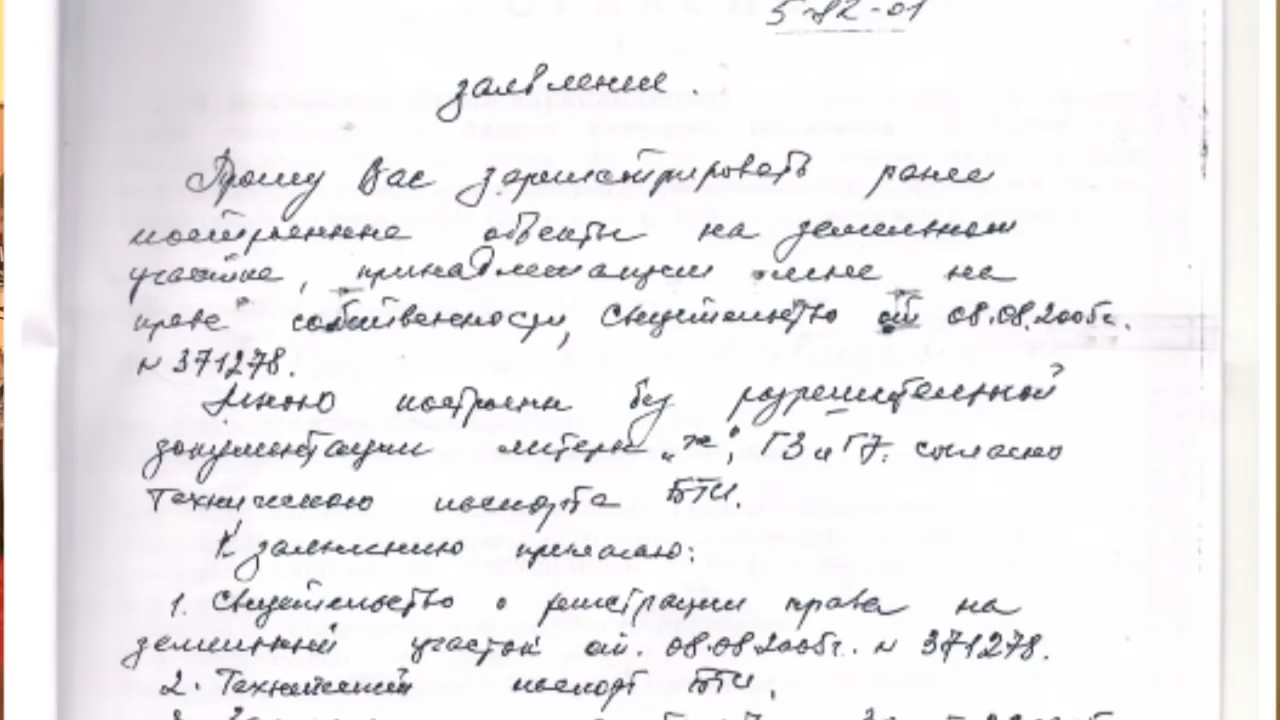 5-82-01
заявление.
Прошу Вас зарегистрировать ранее
построенные объекты на земельном
участке, принадлежащем мне на
праве собственности, Свидетельство от 08.08.2005г.
N 371278.
Мною построены без разрешительной
документации литеры „ж", Г3 и Г7. согласно
Технического паспорта БТИ.
К заявлению прилагаю:
1. Свидетельство о регистрации права на
земельный участок от. 08.08.2005г. N 371278.
2. Технический паспорт БТИ.